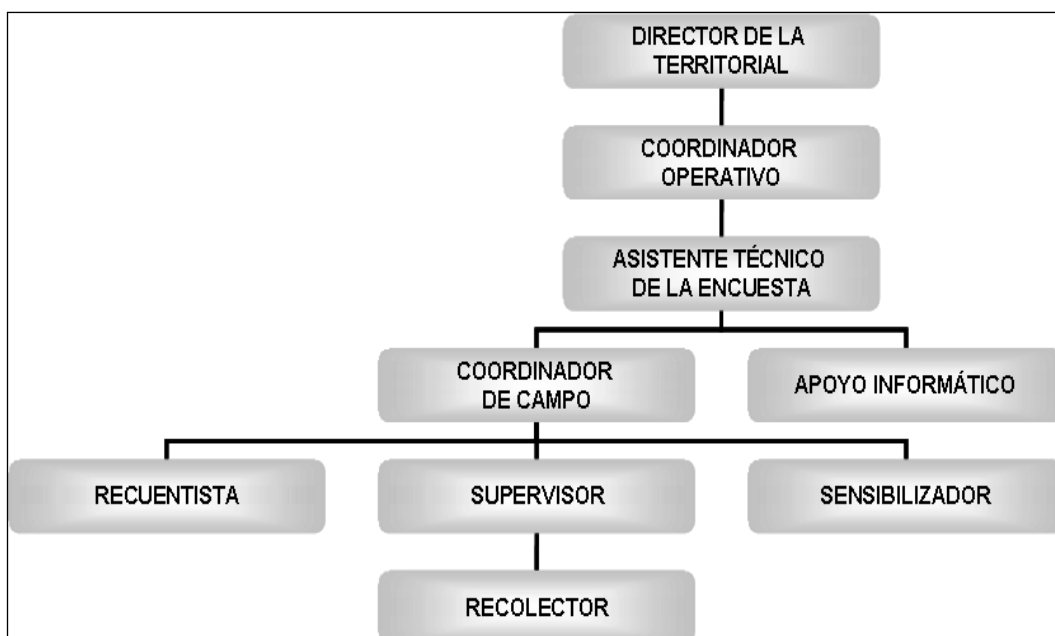 DIRECTOR DE LA
TERRITORIAL
COORDINADOR
OPERATIVO
ASISTENTE TÉCNICO
DE LA ENCUESTA
COORDINADOR
DE CAMPO
APOYO INFORMÁTICO
RECUENTISTA
SUPERVISOR
SENSIBILIZADOR
RECOLECTOR